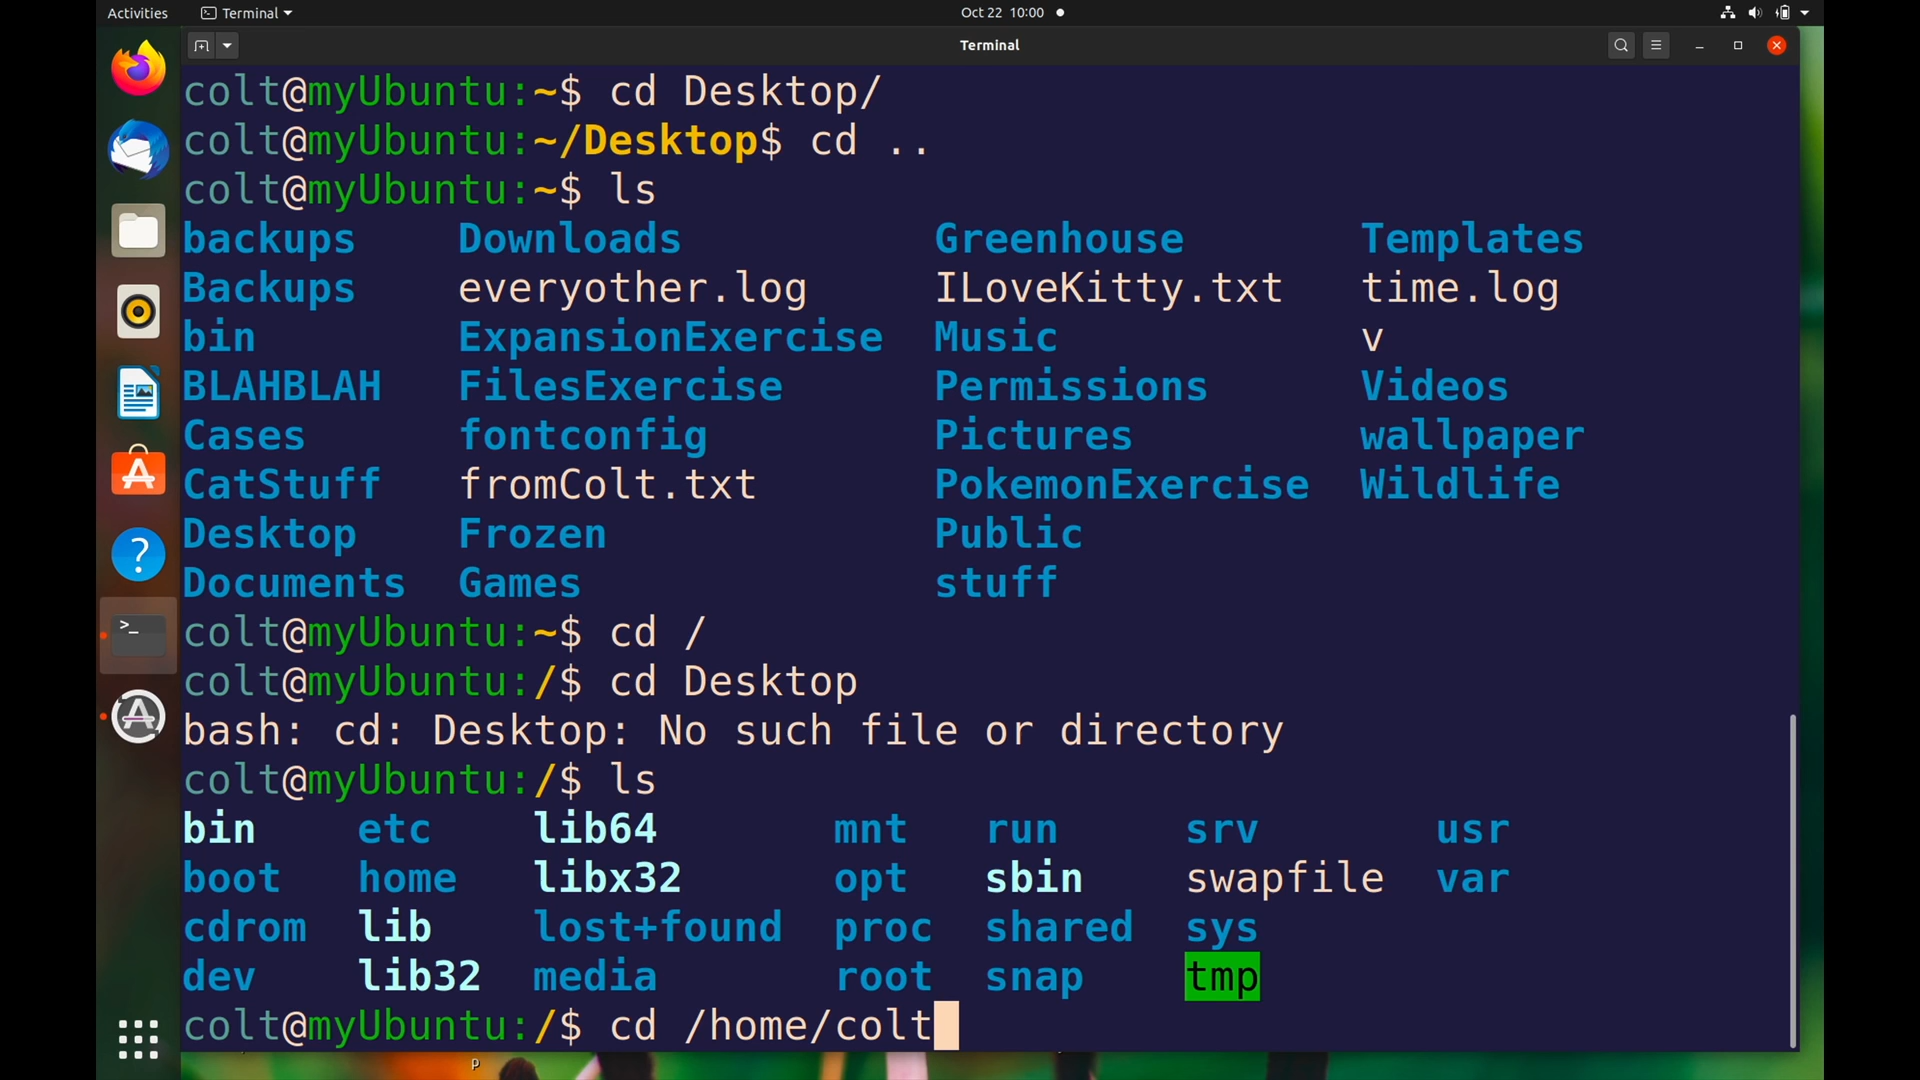 Activities Terminal Oct 22 10:00
Terminal
colt@myUbuntu:~$ cd Desktop/
colt@myUbuntu:~/Desktop$ cd ..
colt@myUbuntu:~$ ls
backups Downloads Greenhouse Templates
Backups everyother.log ILoveKitty.txt time.log
bin ExpansionExercise Music v
BLAHBLAH FilesExercise Permissions Videos
Cases fontconfig Pictures wallpaper
CatStuff fromColt.txt PokemonExercise Wildlife
Desktop Frozen Public
Documents Games stuff
colt@myUbuntu:~$ cd /
colt@myUbuntu:/$ cd Desktop
bash: cd: Desktop: No such file or directory
colt@myUbuntu:/$ ls
bin etc lib64 mnt run srv usr
boot home libx32 opt sbin swapfile var
cdrom lib lost+found proc shared sys
dev lib32 media root snap tmp
colt@myUbuntu:/$ cd /home/colt